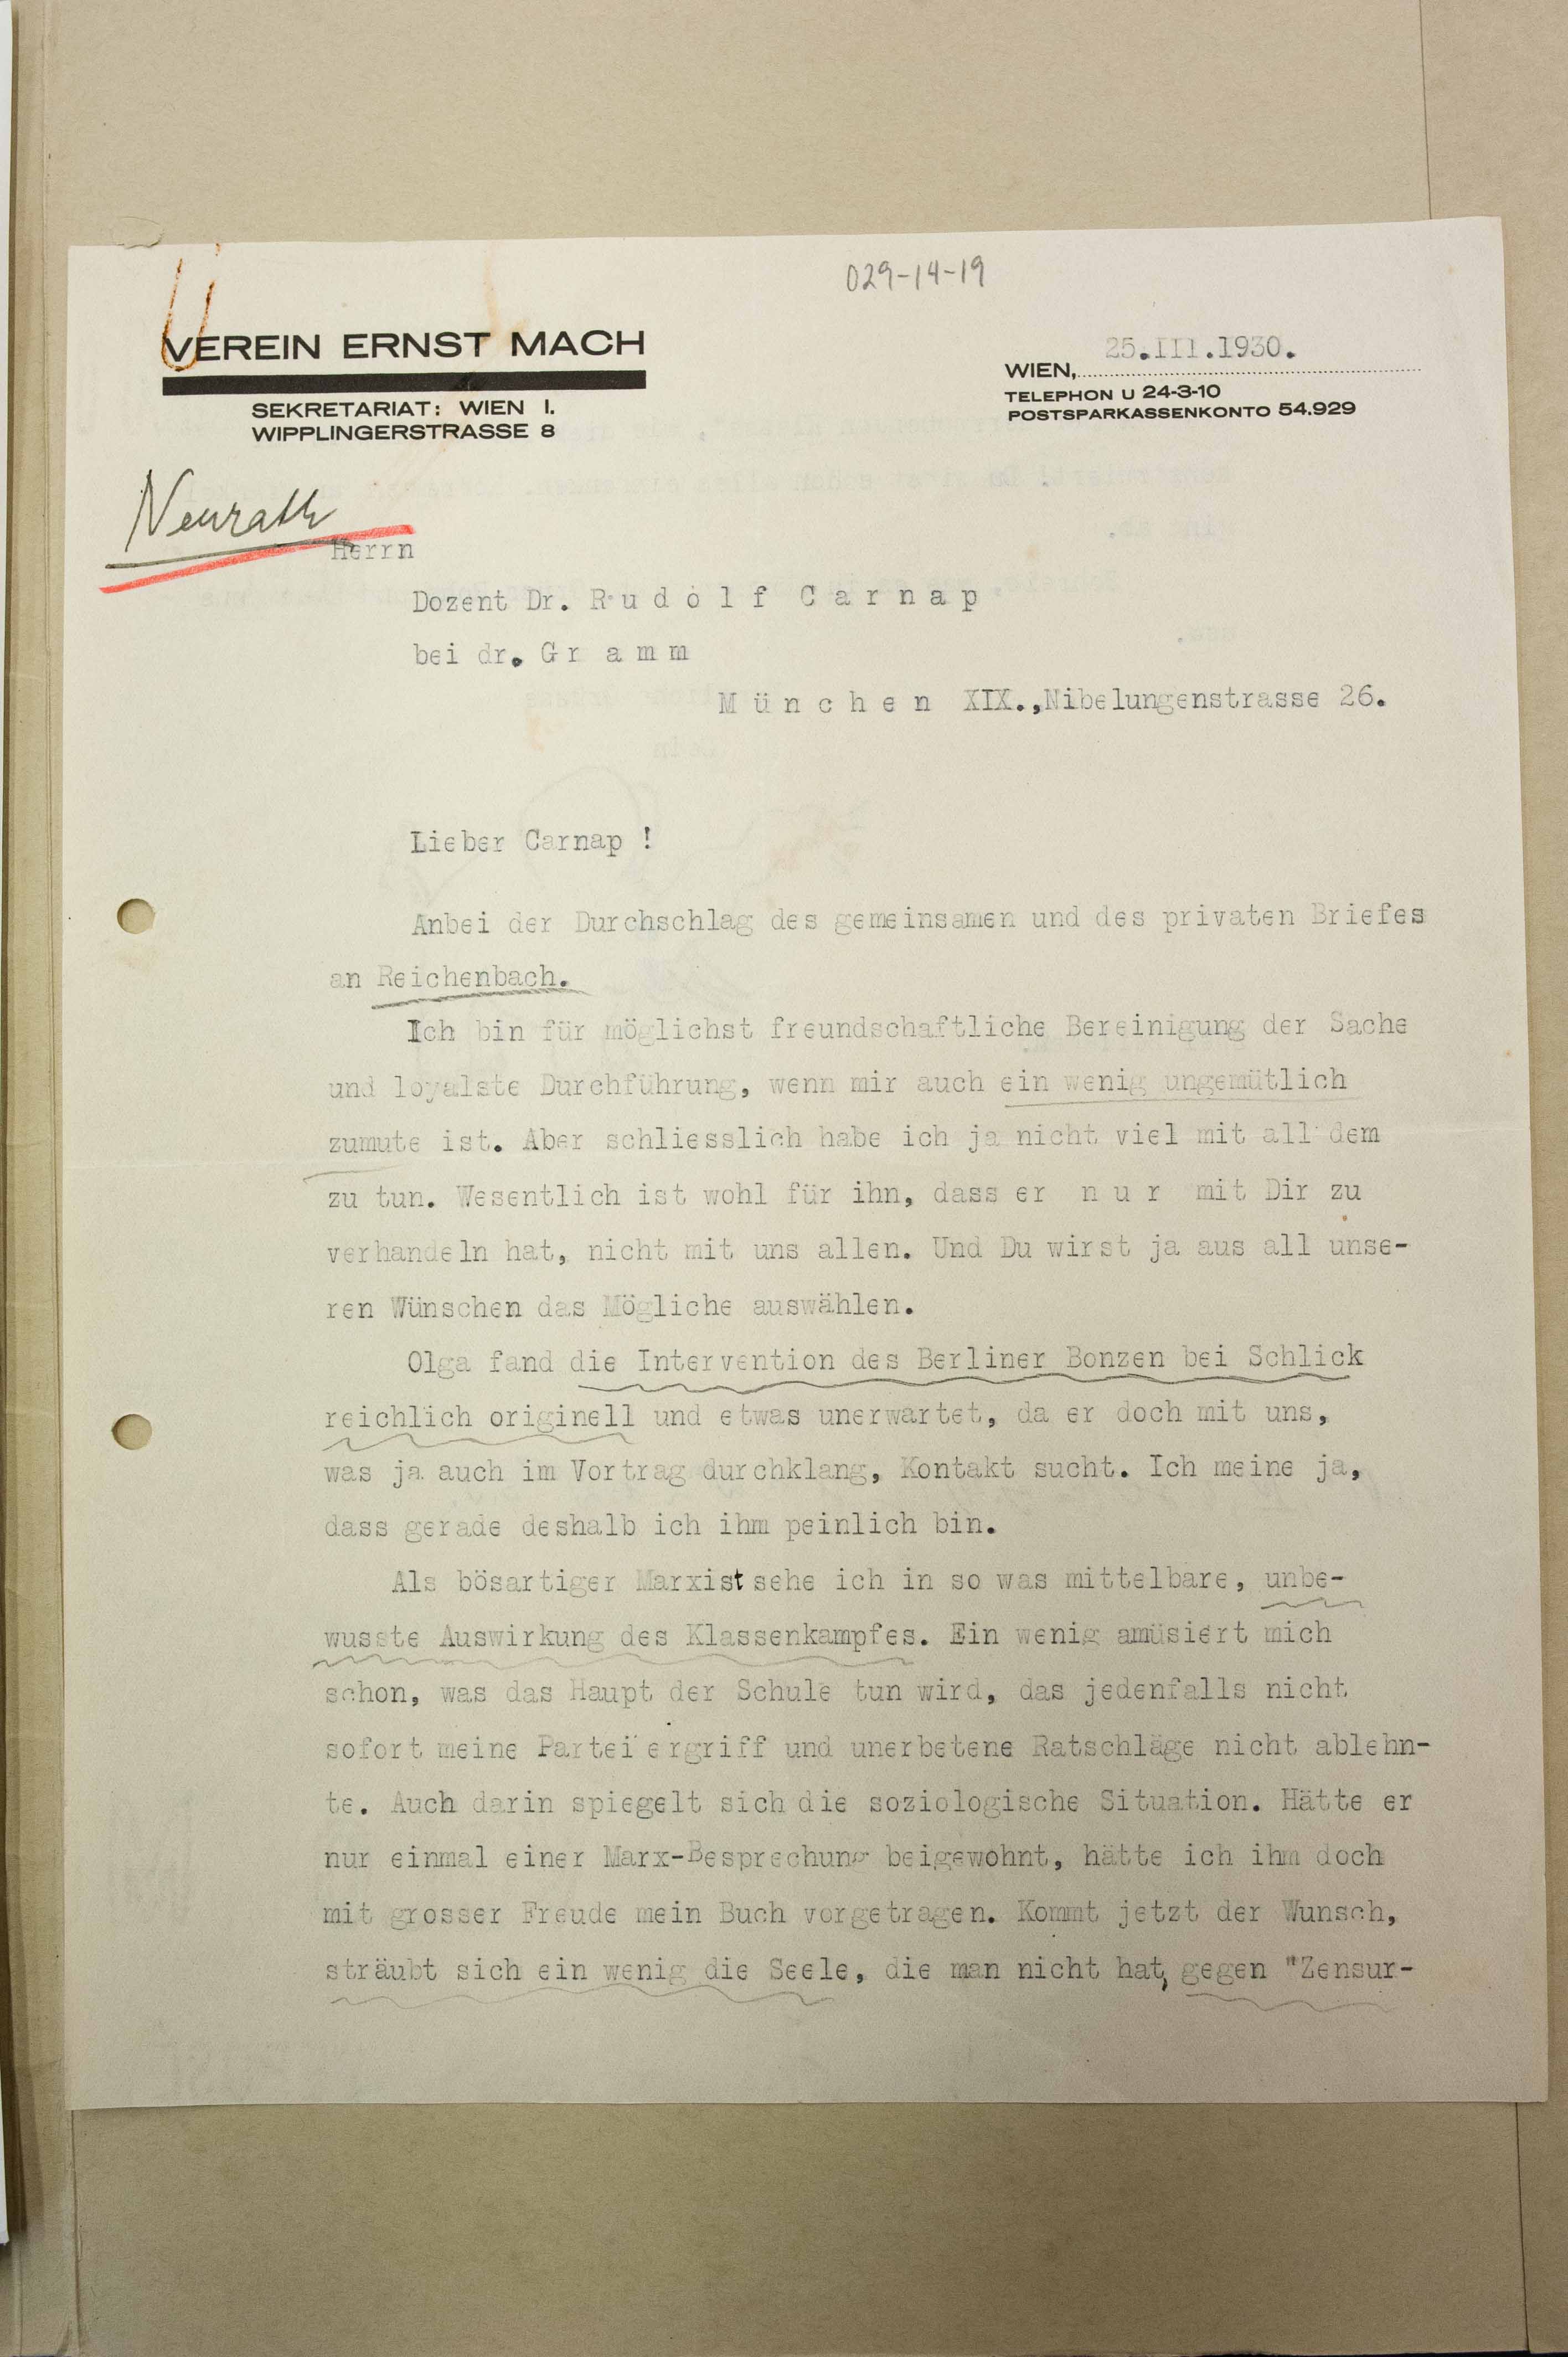 029-14-19
VEREIN ERNST MACH
SEKRETARIAT: WIEN I.
WIPPLINGERSTRASSE 8
25.III.1930.
WIEN,
TELEPHON U 24-3-10
POSTSPARKASSENKONTO 54.929
Neurath
Herrn
Dozent Dr. R u d o l f C a r n a p
bei dr. G r a m m
M ü n c h e n XIX.,Nibelungenstrasse 26.
Lieber Carnap !
Anbei der Durchschlag des gemeinsamen und des privaten Briefes
an Reichenbach.
Ich bin für möglichst freundschaftliche Bereinigung der Sache
und loyalste Durchführung, wenn mir auch ein wenig ungemütlich
zumute ist. Aber schliesslich habe ich ja nicht viel mit all dem
zu tun. Wesentlich ist wohl für ihn, dass er n u r mit Dir zu
verhandeln hat, nicht mit uns allen. Und Du wirst ja aus all unse-
ren Wünschen das Mögliche auswählen.
Olga fand die Intervention des Berliner Bonzen bei Schlick
reichlich originell und etwas unerwartet, da er doch mit uns,
was ja auch im Vortrag durchklang, Kontakt sucht. Ich meine ja,
dass gerade deshalb ich ihm peinlich bin.
Als bösartiger Marxist sehe ich in so was mittelbare, unbe-
wusste Auswirkung des Klassenkampfes. Ein wenig amüsiert mich
schon, was das Haupt der Schule tun wird, das jedenfalls nicht
sofort meine Partei ergriff und unerbetene Ratschläge nicht ablehn-
te. Auch darin spiegelt sich die soziologische Situation. Hätte er
nur einmal einer Marx-Besprechung beigewohnt, hätte ich ihm doch
mit grosser Freude mein Buch vorgetragen. Kommt jetzt der Wunsch,
sträubt sich ein wenig die Seele, die man nicht hat, gegen "Zensur-